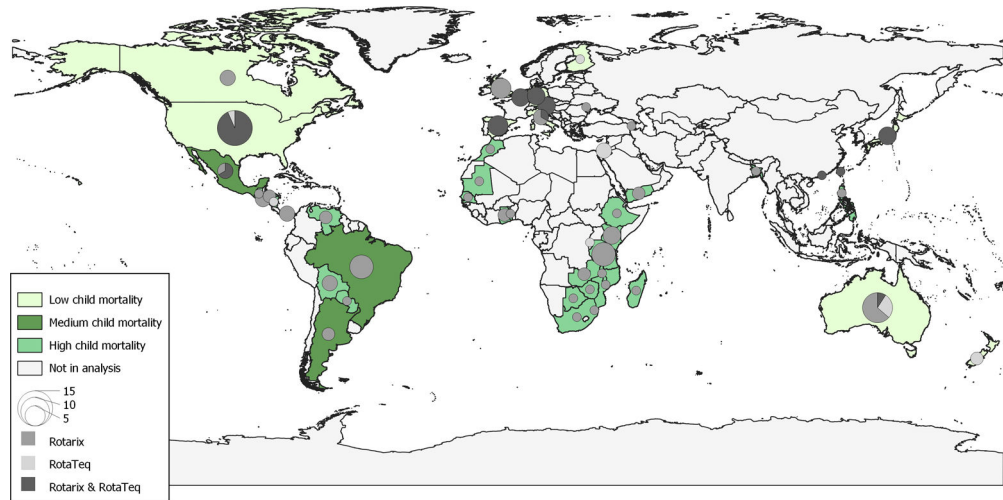 Low child mortality
Medium child mortality
High child mortality
Not in analysis
15
10
5
Rotarix
RotaTeq
Rotarix & RotaTeq